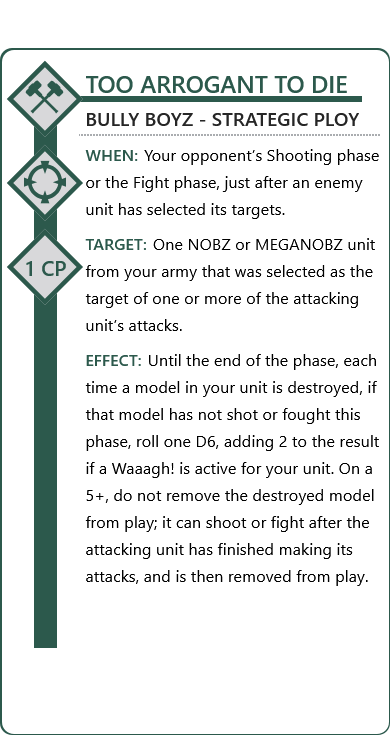 TOO ARROGANT TO DIE
BULLY BOYZ - STRATEGIC PLOY
WHEN: Your opponent's Shooting phase
or the Fight phase, just after an enemy
unit has selected its targets.
1 CP
TARGET: One NOBZ or MEGANOBZ unit
from your army that was selected as the
target of one or more of the attacking
unit's attacks.
EFFECT: Until the end of the phase, each
time a model in your unit is destroyed, if
that model has not shot or fought this
phase, roll one D6, adding 2 to the result
if a Waaagh! is active for your unit. On a
5+, do not remove the destroyed model
from play; it can shoot or fight after the
attacking unit has finished making its
attacks, and is then removed from play.